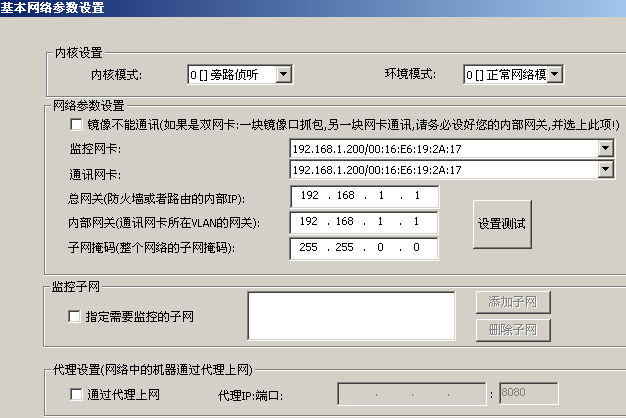 基本网络参数设置
内核设置
内核模式: 0 [] 旁路侦听 环境模式: 0 [] 正常网络模
网络参数设置
镜像不能通讯(如果是双网卡:一块镜像口抓包,另一块网卡通讯,请务必设好您的内部网关,并选上此项!)
监控网卡: 192.168.1.200/00:16:E6:19:2A:17
通讯网卡: 192.168.1.200/00:16:E6:19:2A:17
总网关(防火墙或者路由的内部IP): 192 . 168 . 1 . 1
内部网关(通讯网卡所在VLAN的网关): 192 . 168 . 1 . 1
设置测试
子网掩码(整个网络的子网掩码): 255 . 255 . 0 . 0
监控子网
指定需要监控的子网
添加子网
删除子网
代理设置(网络中的机器通过代理上网)
通过代理上网 代理IP:端口: . . . : 8080